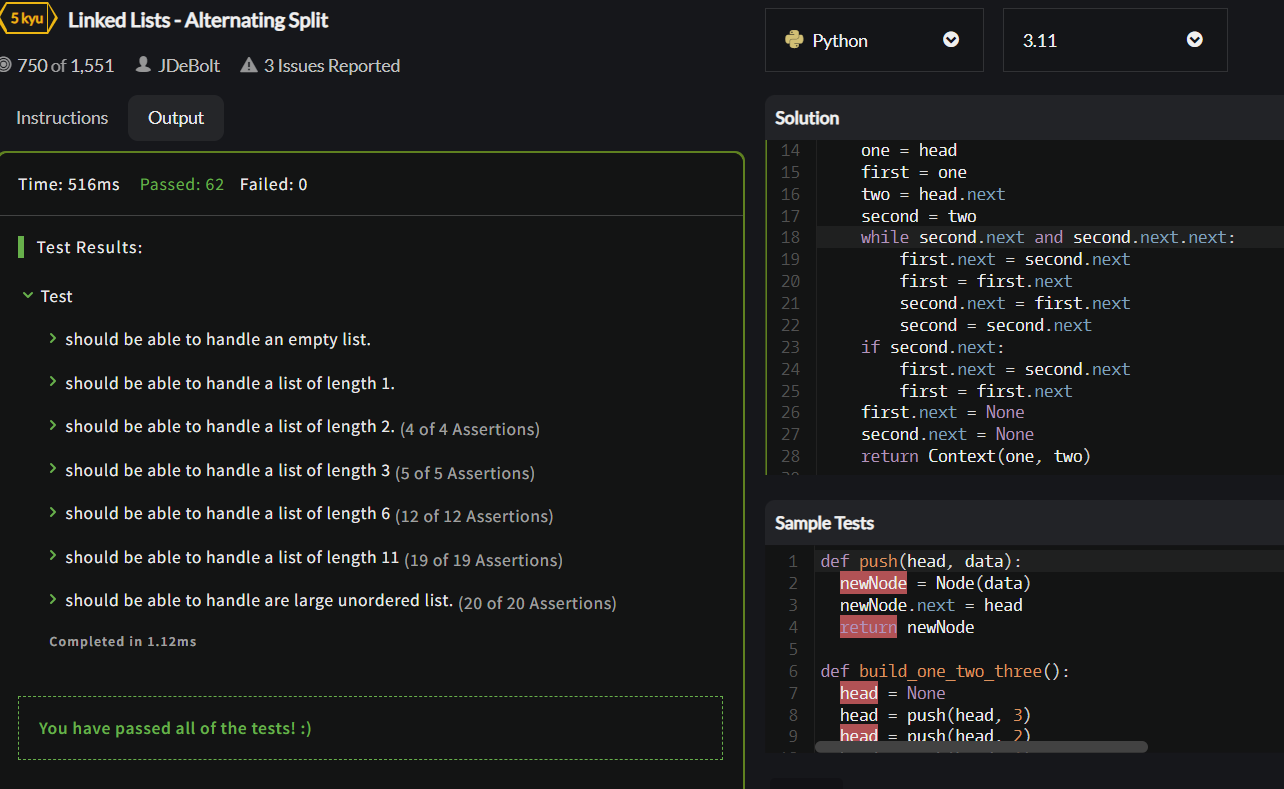 5 kyu Linked Lists - Alternating Split
750 of 1,551 JDeBolt 3 Issues Reported
Instructions Output
Time: 516ms Passed: 62 Failed: 0
Test Results:
Test
should be able to handle an empty list.
should be able to handle a list of length 1.
should be able to handle a list of length 2. (4 of 4 Assertions)
should be able to handle a list of length 3 (5 of 5 Assertions)
should be able to handle a list of length 6 (12 of 12 Assertions)
should be able to handle a list of length 11 (19 of 19 Assertions)
should be able to handle are large unordered list. (20 of 20 Assertions)
Completed in 1.12ms
You have passed all of the tests! :)
Python 3.11
Solution
14 one = head
15 first = one
16 two = head.next
17 second = two
18 while second.next and second.next.next:
19 first.next = second.next
20 first = first.next
21 second.next = first.next
22 second = second.next
23 if second.next:
24 first.next = second.next
25 first = first.next
26 first.next = None
27 second.next = None
28 return Context(one, two)
Sample Tests
1 def push(head, data):
2 newNode = Node(data)
3 newNode.next = head
4 return newNode
5
6 def build_one_two_three():
7 head = None
8 head = push(head, 3)
9 head = push(head, 2)